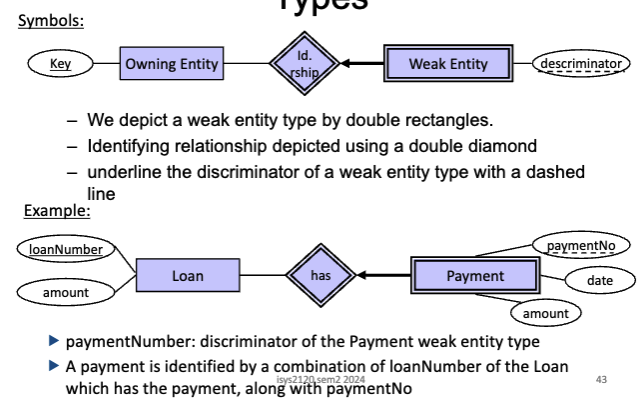 Types
Symbols:
Key
Owning Entity
Id.
rship
Weak Entity
descriminator
– We depict a weak entity type by double rectangles.
– Identifying relationship depicted using a double diamond
– underline the discriminator of a weak entity type with a dashed
line
Example:
loanNumber
amount
Loan
has
Payment
paymentNo
date
amount
paymentNumber: discriminator of the Payment weak entity type
A payment is identified by a combination of loanNumber of the Loan
which has the payment, along with paymentNo
isys2120 sem2 2024
43